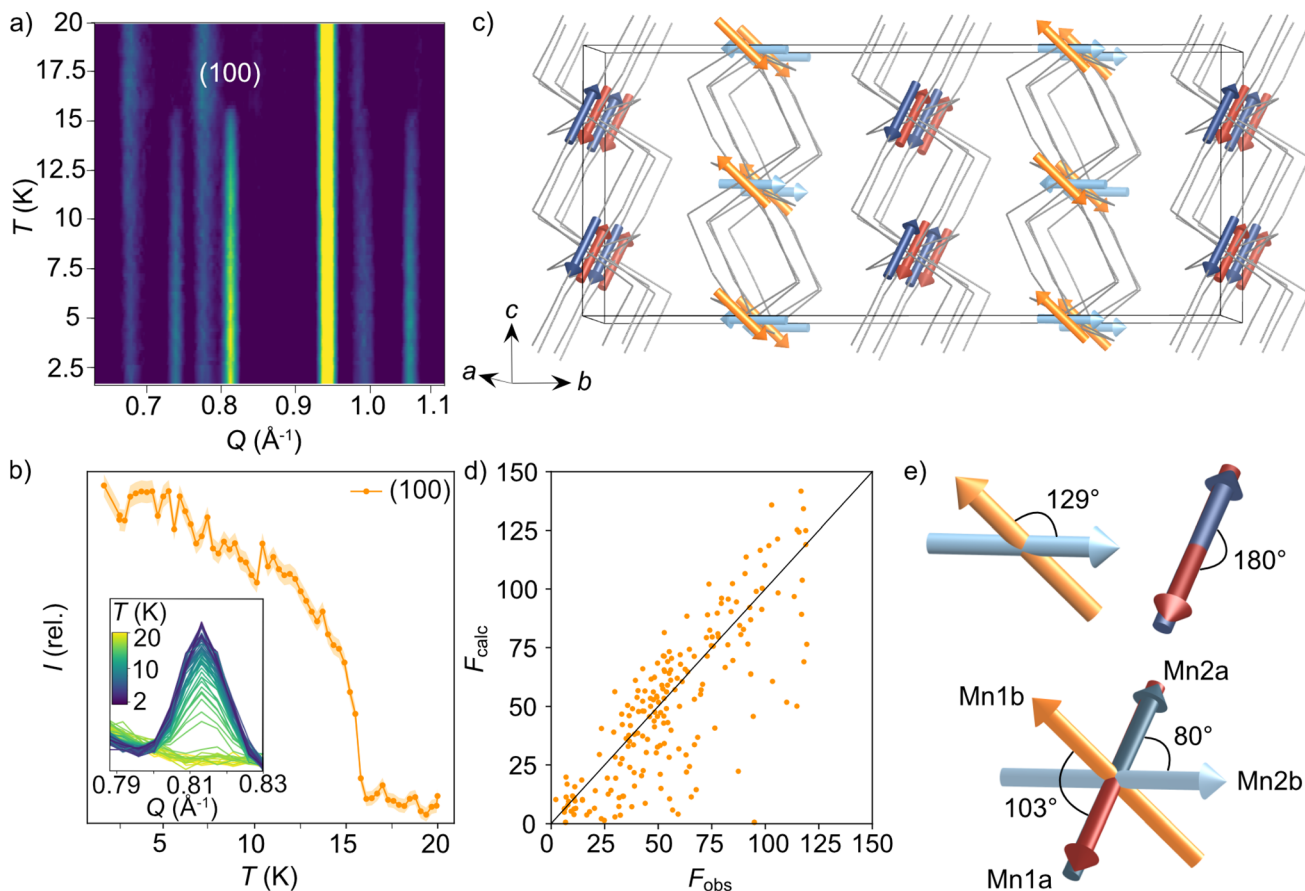 a)
20
17.5
15
12.5
10
7.5
5
2.5
T (K)
(100)
0.7 0.8 0.9 1.0 1.1
Q (Å⁻¹)
c)
c
a
b
b)
I (rel.)
(100)
T (K)
20
10
2
0.79 0.81 0.83
Q (Å⁻¹)
5 10 15 20
T (K)
d)
150
125
100
75
50
25
0
Fcalc
0 25 50 75 100 125 150
Fobs
e)
129°
180°
Mn1b
Mn2a
80°
Mn2b
103°
Mn1a